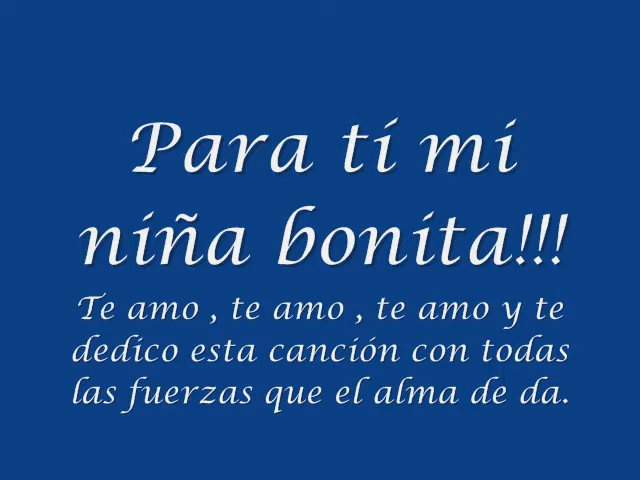 Para tí mi
niña bonita!!!
Te amo , te amo , te amo y te
dedico esta canción con todas
las fuerzas que el alma de da.